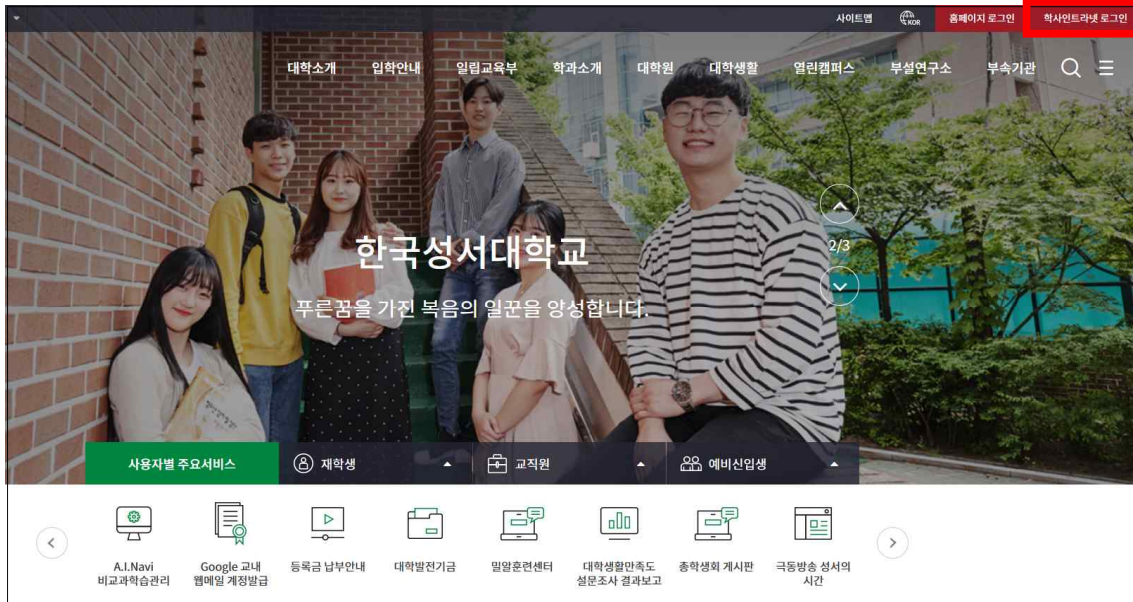 사이트맵
KOR
홈페이지 로그인
학사인트라넷 로그인
대학소개
입학안내
일립교육부
학과소개
대학원
대학생활
열린캠퍼스
부설연구소
부속기관
한국성서대학교
푸른꿈을 가진 복음의 일꾼을 양성합니다.
2/3
사용자별 주요서비스
재학생
교직원
예비신입생
A.I.Navi
비교과학습관리
Google 교내
웹메일 계정발급
등록금 납부안내
대학발전기금
밀알훈련센터
대학생활만족도
설문조사 결과보고
총학생회 게시판
극동방송 성서의
시간